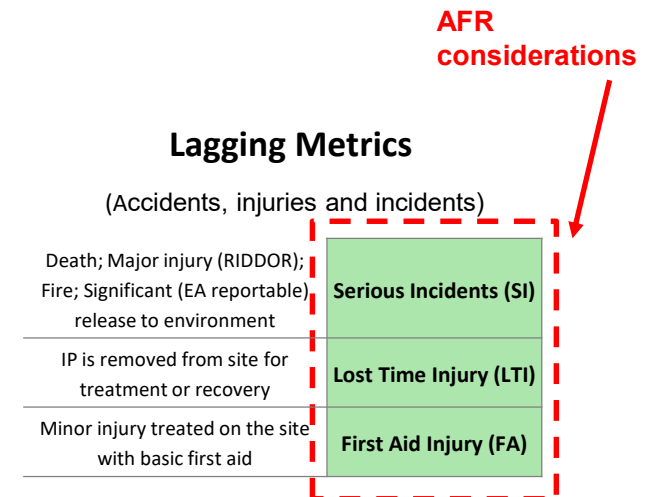 AFR
considerations
Lagging Metrics
(Accidents, injuries and incidents)
Death; Major injury (RIDDOR);
Fire; Significant (EA reportable)
release to environment
Serious Incidents (SI)
IP is removed from site for
treatment or recovery
Lost Time Injury (LTI)
Minor injury treated on the site
with basic first aid
First Aid Injury (FA)